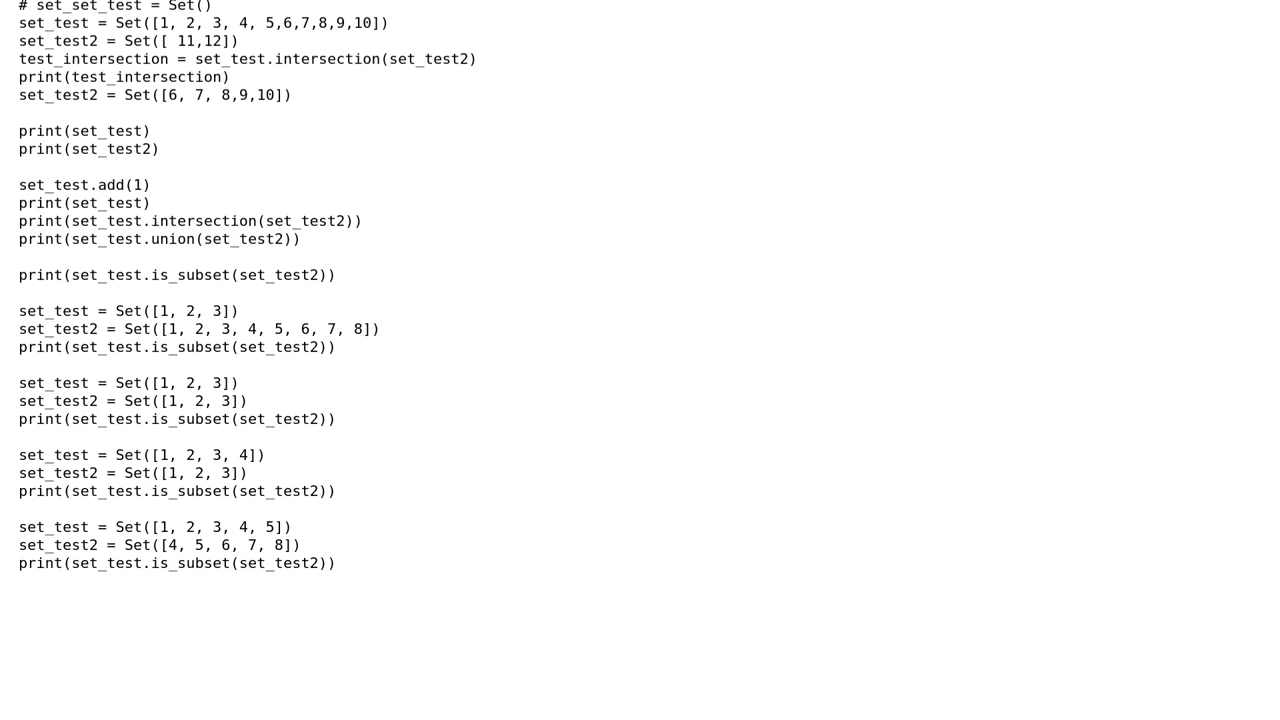 # set_set_test = Set()
set_test = Set([1, 2, 3, 4, 5,6,7,8,9,10])
set_test2 = Set([ 11,12])
test_intersection = set_test.intersection(set_test2)
print(test_intersection)
set_test2 = Set([6, 7, 8,9,10])
print(set_test)
print(set_test2)
set_test.add(1)
print(set_test)
print(set_test.intersection(set_test2))
print(set_test.union(set_test2))
print(set_test.is_subset(set_test2))
set_test = Set([1, 2, 3])
set_test2 = Set([1, 2, 3, 4, 5, 6, 7, 8])
print(set_test.is_subset(set_test2))
set_test = Set([1, 2, 3])
set_test2 = Set([1, 2, 3])
print(set_test.is_subset(set_test2))
set_test = Set([1, 2, 3, 4])
set_test2 = Set([1, 2, 3])
print(set_test.is_subset(set_test2))
set_test = Set([1, 2, 3, 4, 5])
set_test2 = Set([4, 5, 6, 7, 8])
print(set_test.is_subset(set_test2))